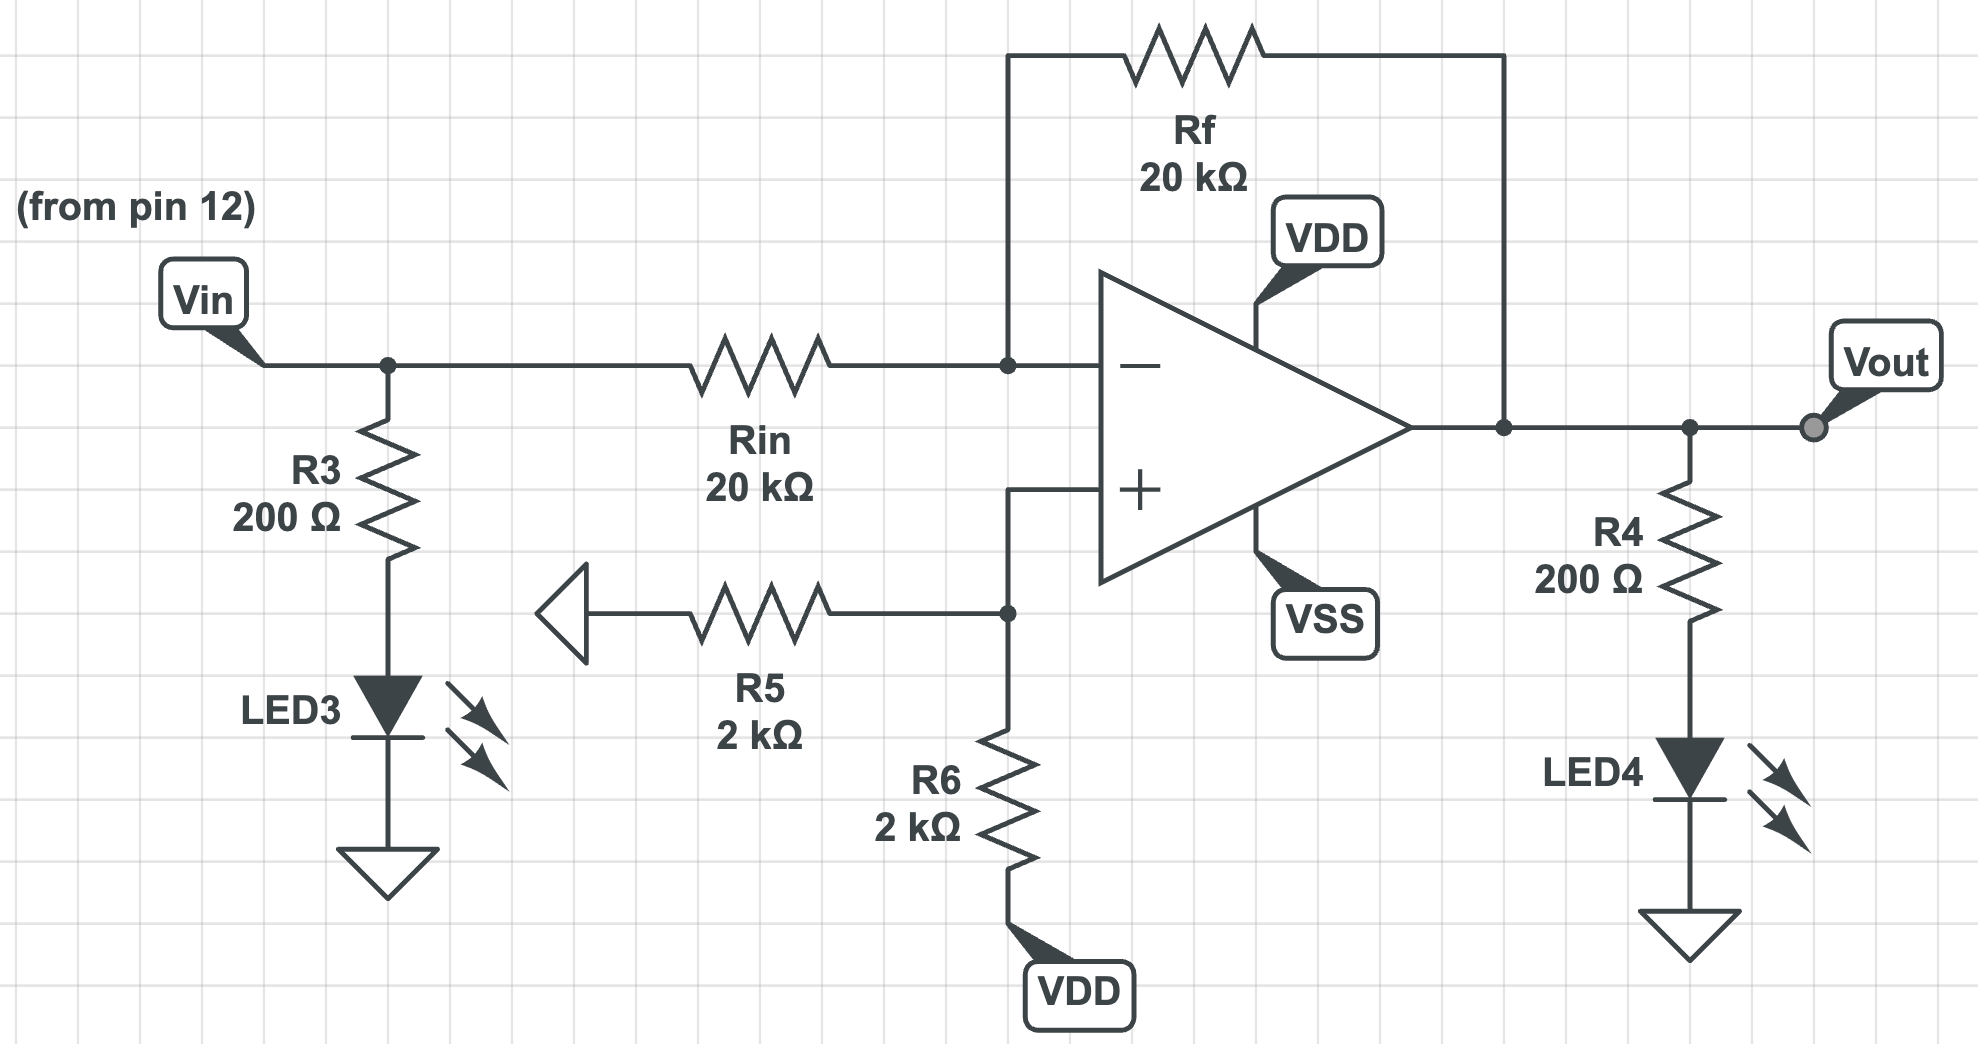 Rf
20 kΩ
(from pin 12)
VDD
Vin
Vout
Rin
20 kΩ
−
+
R3
200 Ω
R4
200 Ω
VSS
R5
2 kΩ
LED3
R6
2 kΩ
LED4
VDD